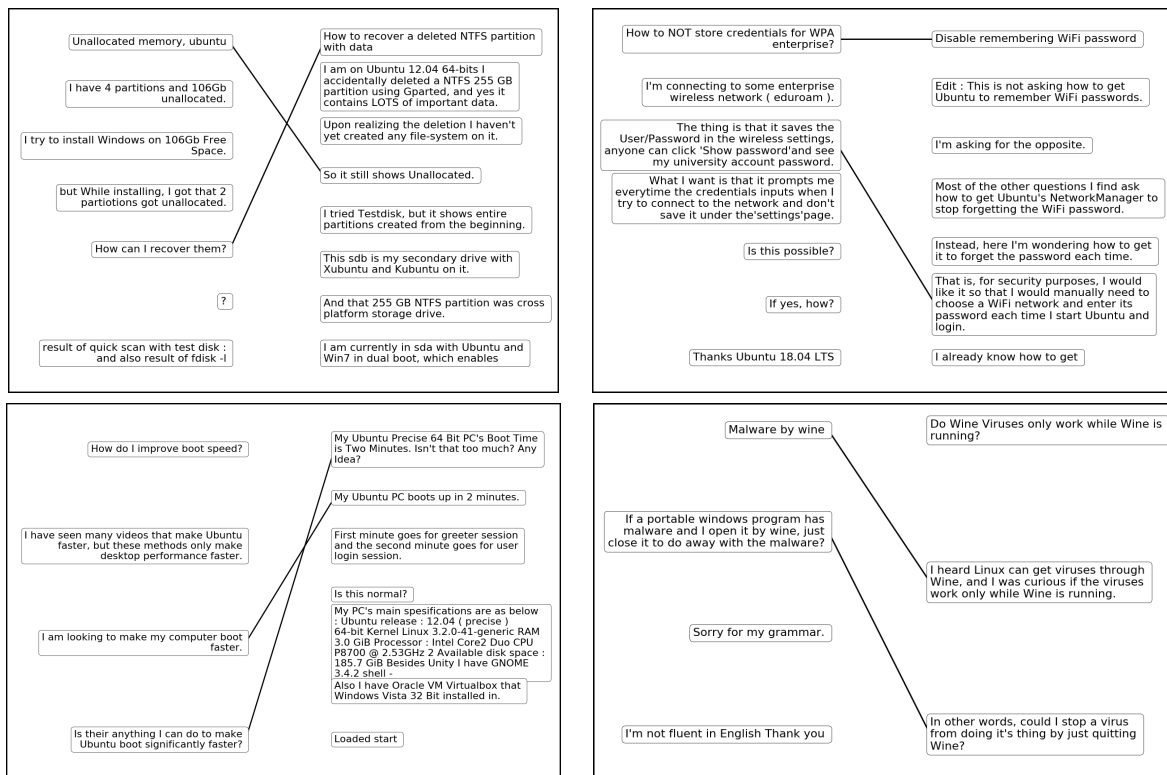 Unallocated memory, ubuntu
I have 4 partitions and 106Gb
unallocated.
I try to install Windows on 106Gb Free
Space.
but While installing, I got that 2
partiotions got unallocated.
How can I recover them?
?
result of quick scan with test disk :
and also result of fdisk -l
How to recover a deleted NTFS partition
with data
I am on Ubuntu 12.04 64-bits I
accidentally deleted a NTFS 255 GB
partition using Gparted, and yes it
contains LOTS of important data.
Upon realizing the deletion I haven't
yet created any file-system on it.
So it still shows Unallocated.
I tried Testdisk, but it shows entire
partitions created from the beginning.
This sdb is my secondary drive with
Xubuntu and Kubuntu on it.
And that 255 GB NTFS partition was cross
platform storage drive.
I am currently in sda with Ubuntu and
Win7 in dual boot, which enables
How to NOT store credentials for WPA
enterprise?
I'm connecting to some enterprise
wireless network ( eduroam ).
The thing is that it saves the
User/Password in the wireless settings,
anyone can click 'Show password'and see
my university account password.
What I want is that it prompts me
everytime the credentials inputs when I
try to connect to the network and don't
save it under the'settings'page.
Is this possible?
If yes, how?
Thanks Ubuntu 18.04 LTS
Disable remembering WiFi password
Edit : This is not asking how to get
Ubuntu to remember WiFi passwords.
I'm asking for the opposite.
Most of the other questions I find ask
how to get Ubuntu's NetworkManager to
stop forgetting the WiFi password.
Instead, here I'm wondering how to get
it to forget the password each time.
That is, for security purposes, I would
like it so that I would manually need to
choose a WiFi network and enter its
password each time I start Ubuntu and
login.
I already know how to get
How do I improve boot speed?
I have seen many videos that make Ubuntu
faster, but these methods only make
desktop performance faster.
I am looking to make my computer boot
faster.
Is their anything I can do to make
Ubuntu boot significantly faster?
My Ubuntu Precise 64 Bit PC's Boot Time
is Two Minutes. Isn't that too much? Any
Idea?
My Ubuntu PC boots up in 2 minutes.
First minute goes for greeter session
and the second minute goes for user
login session.
Is this normal?
My PC's main spesifications are as below
: Ubuntu release : 12.04 ( precise )
64-bit Kernel Linux 3.2.0-41-generic RAM
3.0 GiB Processor : Intel Core2 Duo CPU
P8700 @ 2.53GHz 2 Available disk space :
185.7 GiB Besides Unity I have GNOME
3.4.2 shell -
Also I have Oracle VM Virtualbox that
Windows Vista 32 Bit installed in.
Loaded start
Malware by wine
If a portable windows program has
malware and I open it by wine, just
close it to do away with the malware?
Sorry for my grammar.
I'm not fluent in English Thank you
Do Wine Viruses only work while Wine is
running?
I heard Linux can get viruses through
Wine, and I was curious if the viruses
work only while Wine is running.
In other words, could I stop a virus
from doing it's thing by just quitting
Wine?